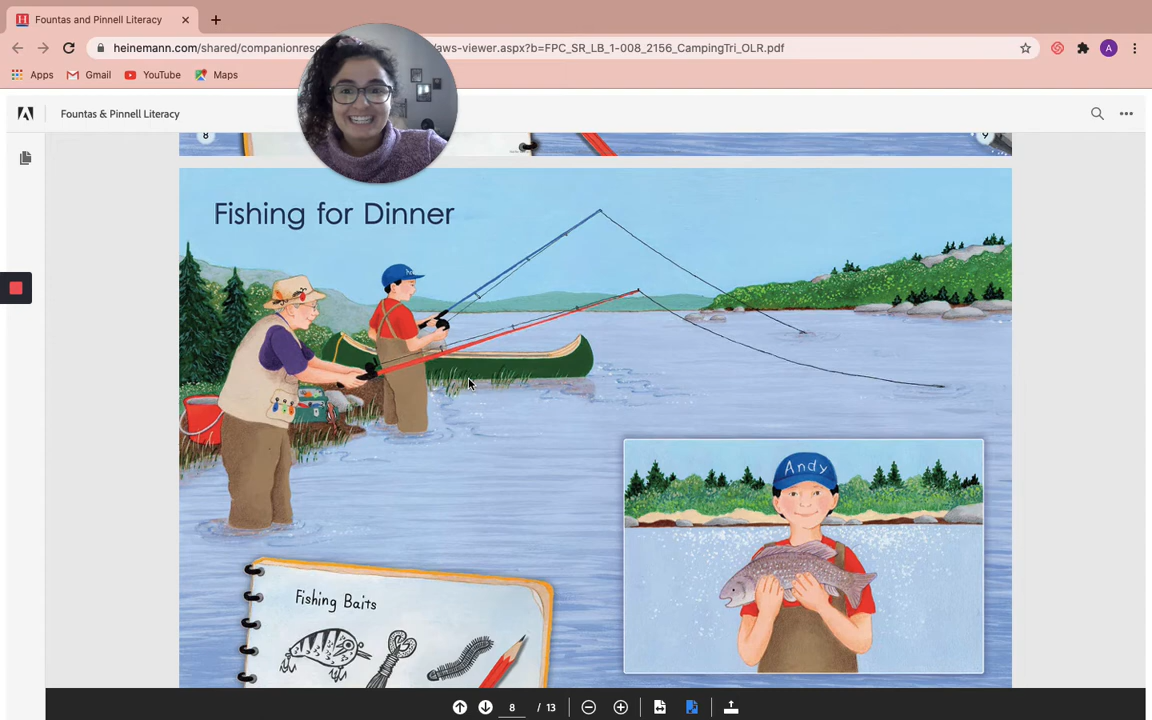 Fountas and Pinnell Literacy
heinemann.com/shared/companionreso
/aws-viewer.aspx?b=FPC_SR_LB_1-008_2156_CampingTri_OLR.pdf
A
Apps
Gmail
YouTube
Maps
Fountas & Pinnell Literacy
8
9
Fishing for Dinner
Andy
Fishing Baits
8 / 13